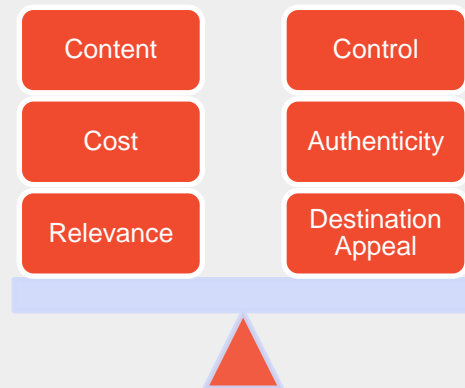 Content
Control
Cost
Authenticity
Relevance
Destination
Appeal